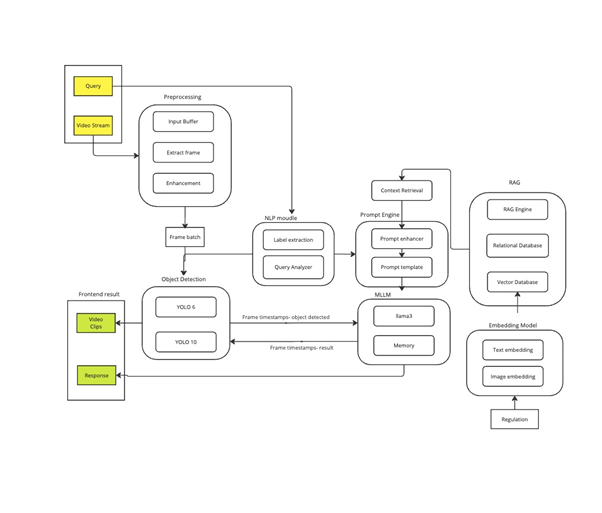 Query
Video Stream
Preprocessing
Input Buffer
Extract frame
Enhancement
Frame batch
NLP moudle
Label extraction
Query Analyzer
Context Retrieval
Prompt Engine
Prompt enhancer
Prompt template
RAG
RAG Engine
Relational Database
Vector Database
Object Detection
YOLO 6
YOLO 10
Frame timestamps- object detected
Frame timestamps- result
MLLM
llama3
Memory
Embedding Model
Text embedding
Image embedding
Regulation
Frontend result
Video
Clips
Response